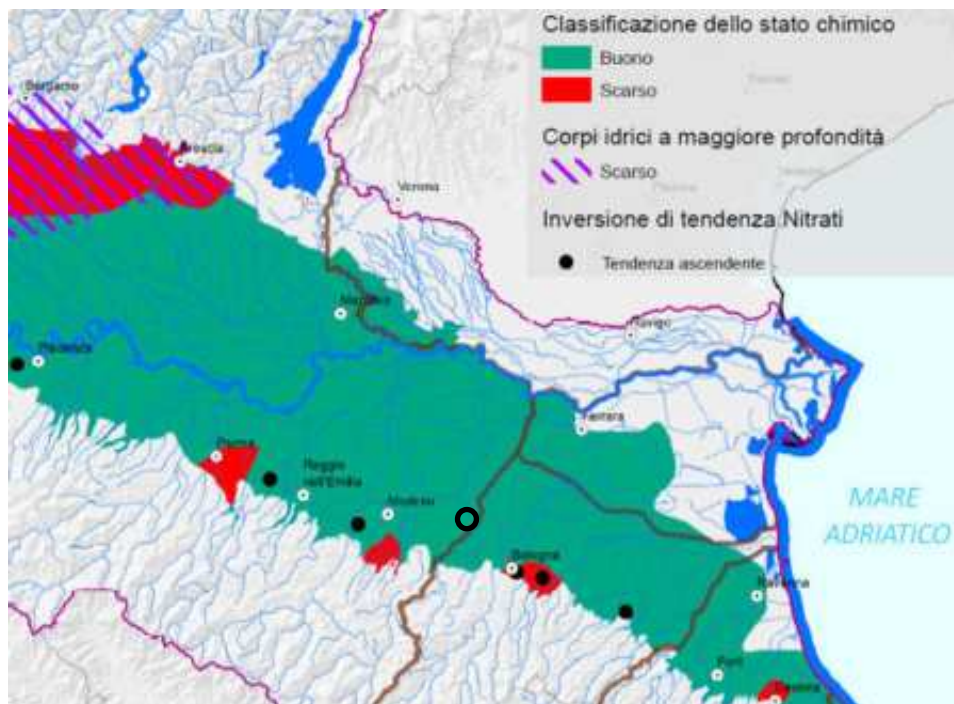 Classificazione dello stato chimico
Buono
Scarso
Corpi idrici a maggiore profondità
Scarso
Inversione di tendenza Nitrati
Tendenza ascendente
Bergamo
Brescia
Verona
Mantova
Rovigo
Piacenza
Ferrara
Parma
Reggio
nell'Emilia
Modena
MARE
ADRIATICO
Bologna
Ravenna
Forlì